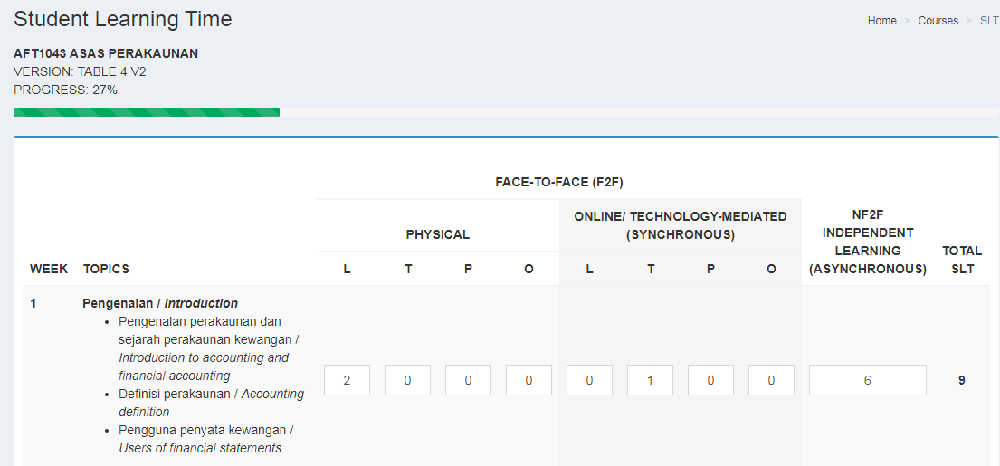 Student Learning Time
Home > Courses > SLT
AFT1043 ASAS PERAKAUNAN
VERSION: TABLE 4 V2
PROGRESS: 27%
FACE-TO-FACE (F2F)
PHYSICAL
ONLINE/ TECHNOLOGY-MEDIATED
(SYNCHRONOUS)
NF2F
INDEPENDENT
LEARNING
(ASYNCHRONOUS)
TOTAL
SLT
WEEK TOPICS L T P O L T P O
1 Pengenalan / Introduction
• Pengenalan perakaunan dan
sejarah perakaunan kewangan /
Introduction to accounting and
financial accounting
• Definisi perakaunan / Accounting
definition
• Pengguna penyata kewangan /
Users of financial statements
2 0 0 0 0 1 0 0 6 9